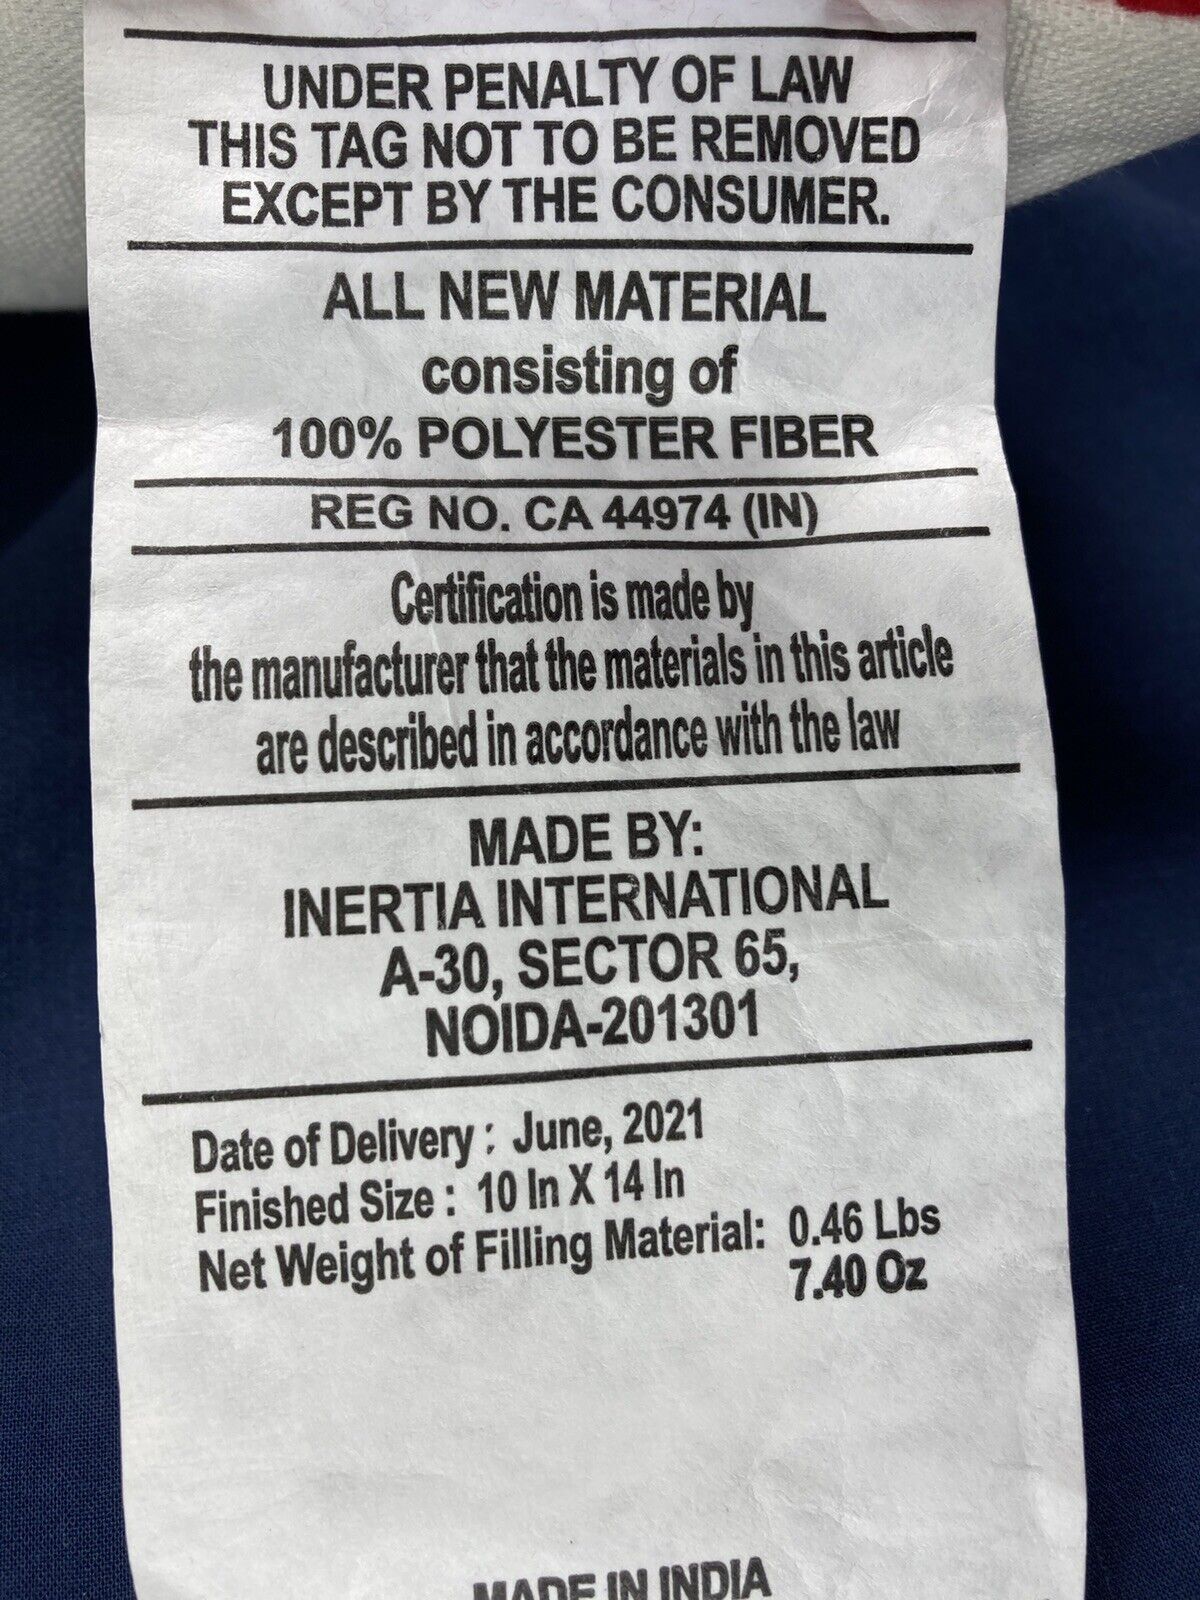 UNDER PENALTY OF LAW
THIS TAG NOT TO BE REMOVED
EXCEPT BY THE CONSUMER.
ALL NEW MATERIAL
consisting of
100% POLYESTER FIBER
REG NO. CA 44974 (IN)
Certification is made by
the manufacturer that the materials in this article
are described in accordance with the law
MADE BY:
INERTIA INTERNATIONAL
A-30, SECTOR 65,
NOIDA-201301
Date of Delivery : June, 2021
Finished Size : 10 In X 14 In
Net Weight of Filling Material: 0.46 Lbs
7.40 Oz
MADE IN INDIA